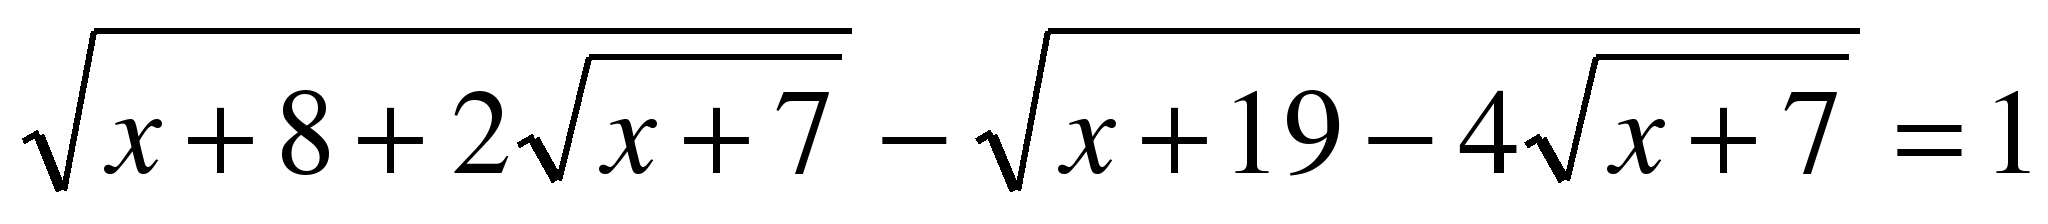 √(x+8+2√(x+7)) − √(x+19−4√(x+7)) = 1